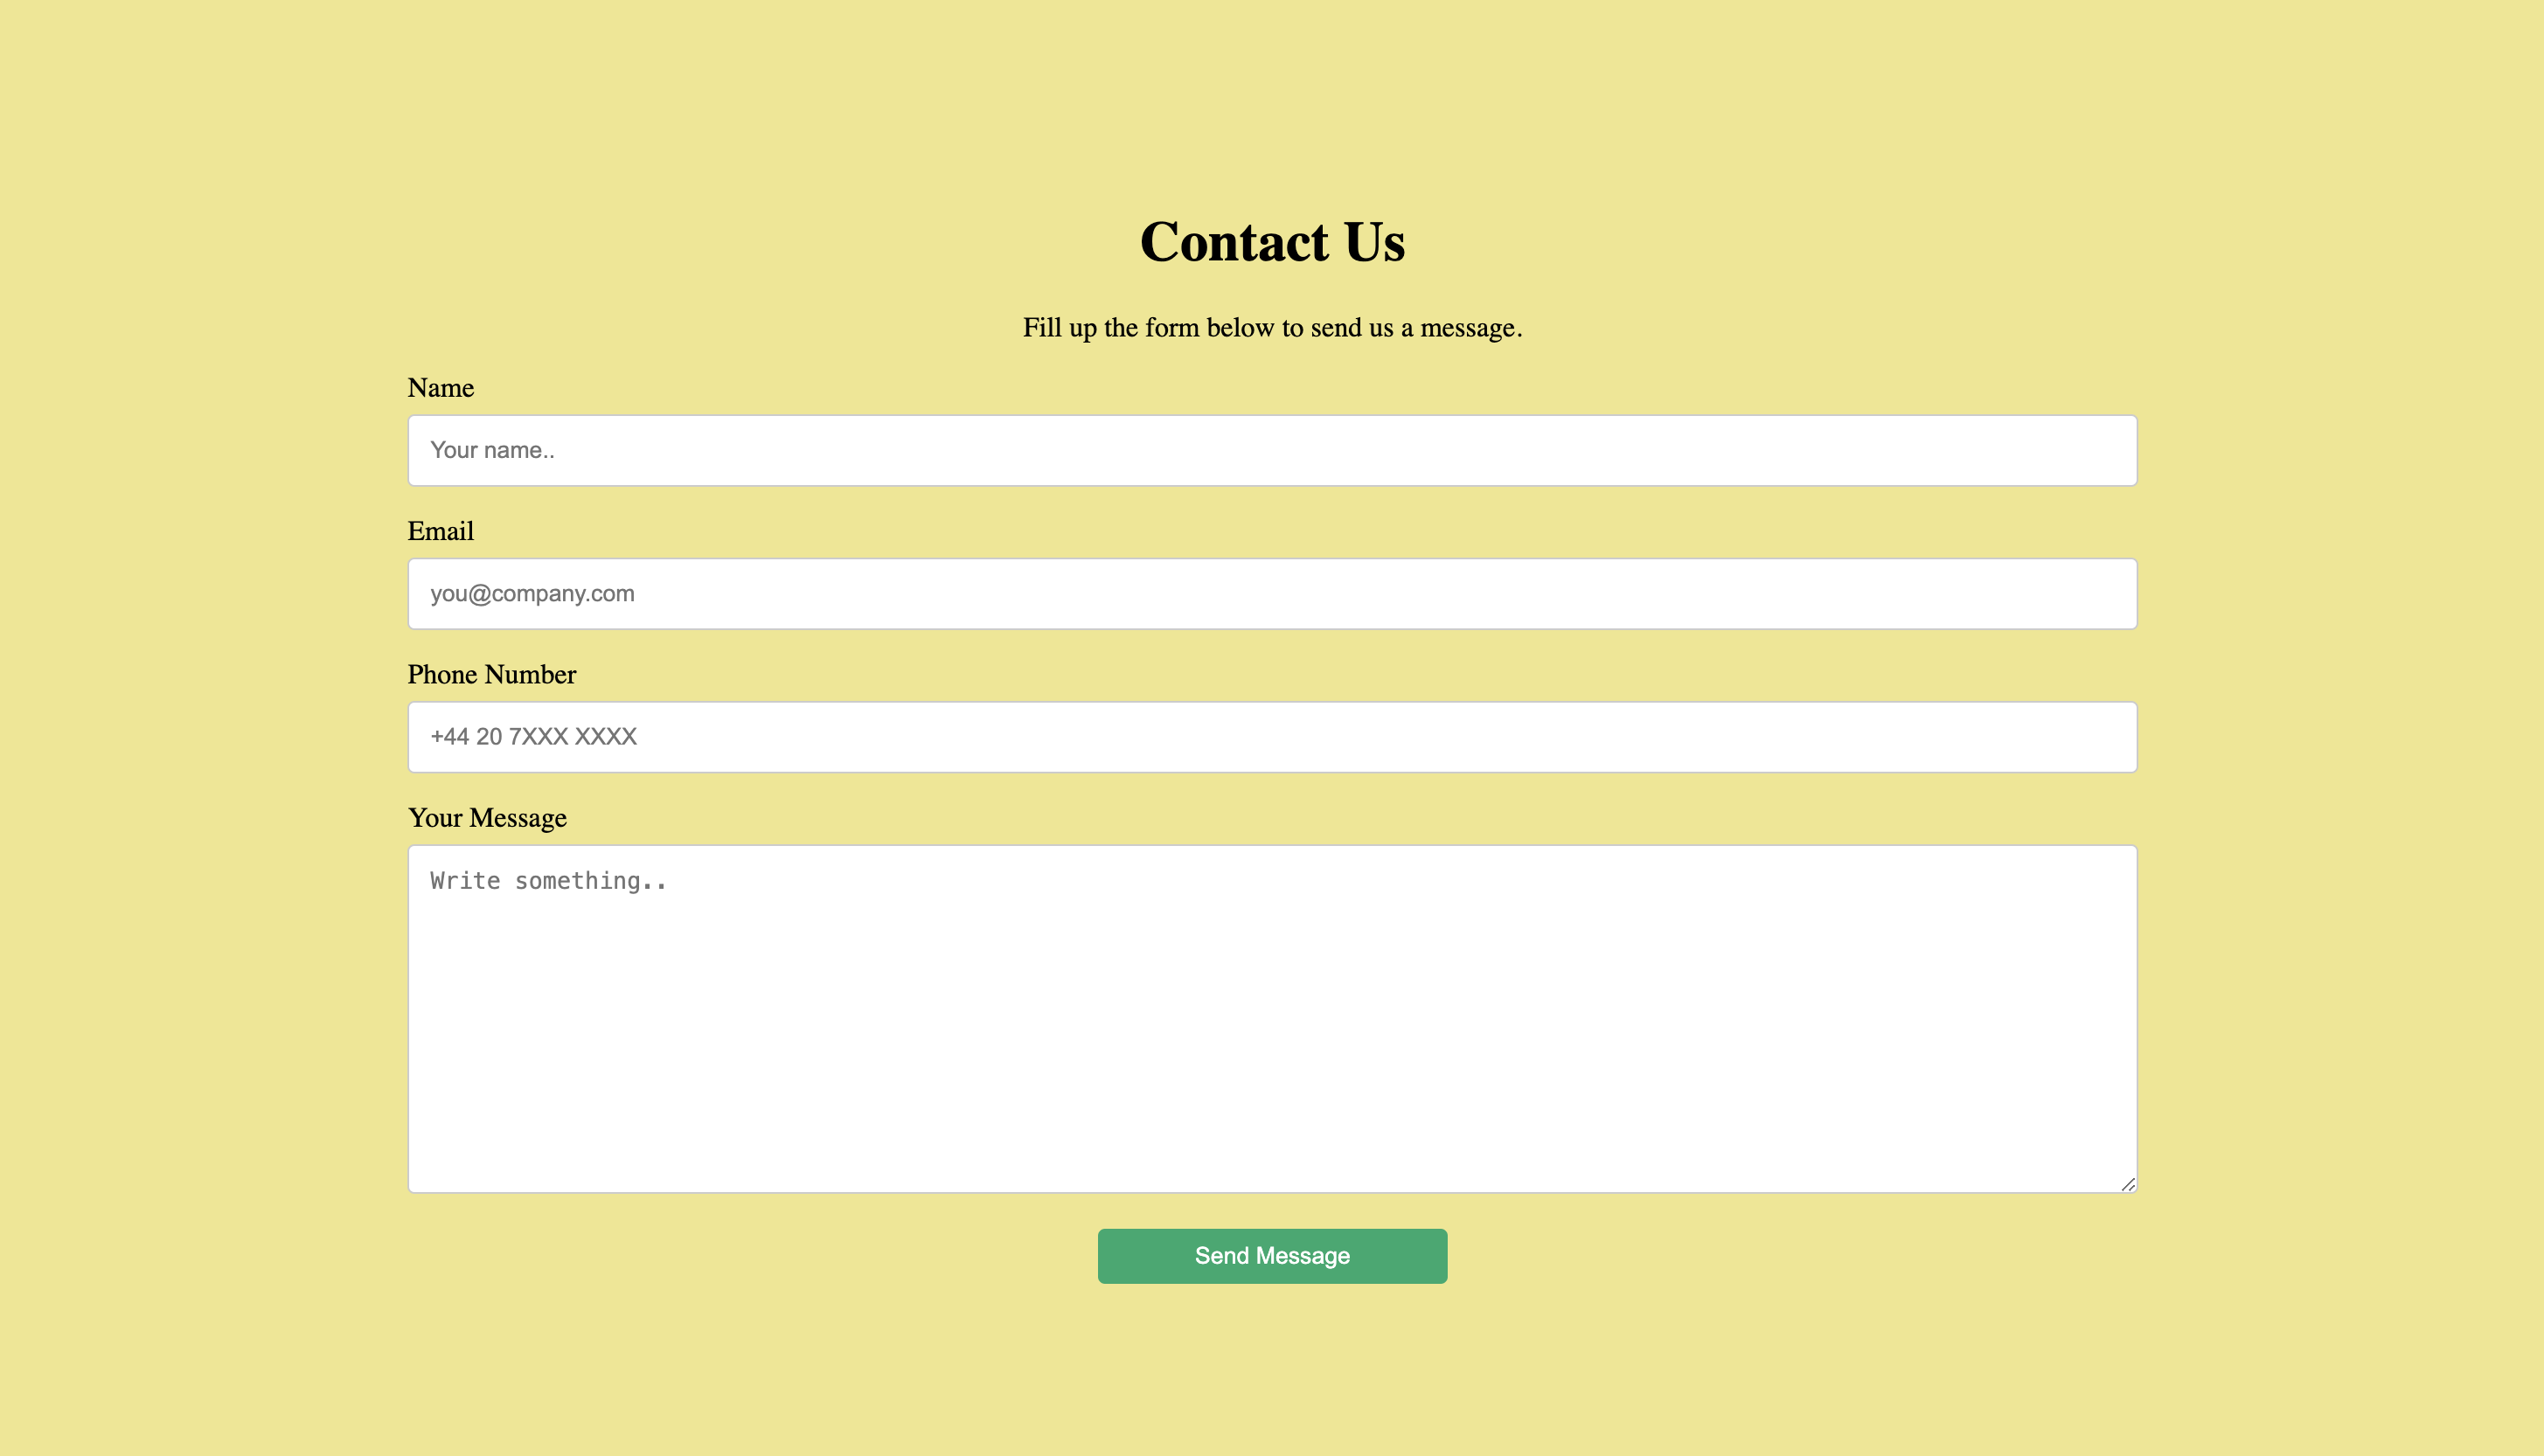 Contact Us
Fill up the form below to send us a message.
Name
Your name..
Email
you@company.com
Phone Number
+44 20 7XXX XXXX
Your Message
Write something..
Send Message